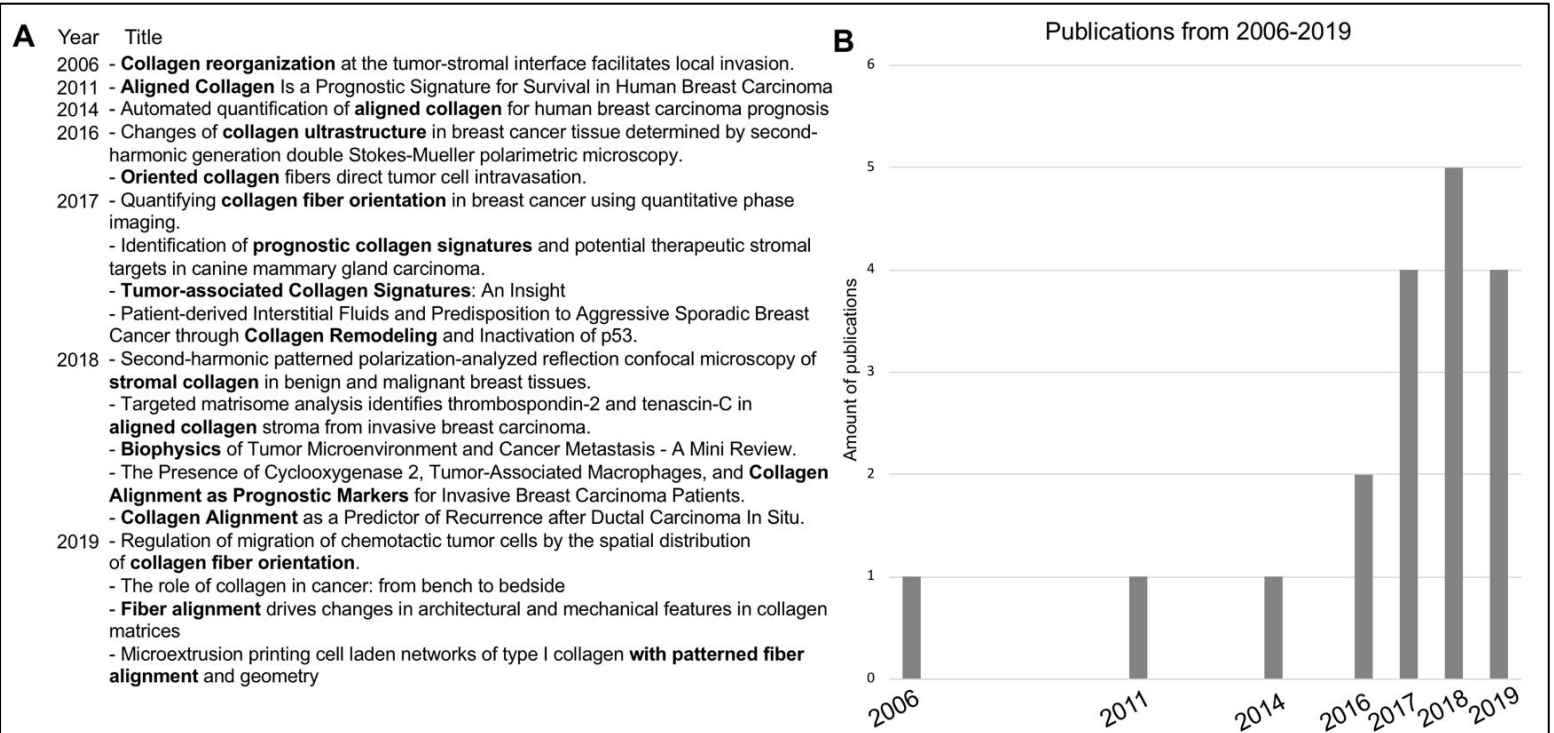 A Year Title
2006 - Collagen reorganization at the tumor-stromal interface facilitates local invasion.
2011 - Aligned Collagen Is a Prognostic Signature for Survival in Human Breast Carcinoma
2014 - Automated quantification of aligned collagen for human breast carcinoma prognosis
2016 - Changes of collagen ultrastructure in breast cancer tissue determined by second-
harmonic generation double Stokes-Mueller polarimetric microscopy.
- Oriented collagen fibers direct tumor cell intravasation.
2017 - Quantifying collagen fiber orientation in breast cancer using quantitative phase
imaging.
- Identification of prognostic collagen signatures and potential therapeutic stromal
targets in canine mammary gland carcinoma.
- Tumor-associated Collagen Signatures: An Insight
- Patient-derived Interstitial Fluids and Predisposition to Aggressive Sporadic Breast
Cancer through Collagen Remodeling and Inactivation of p53.
2018 - Second-harmonic patterned polarization-analyzed reflection confocal microscopy of
stromal collagen in benign and malignant breast tissues.
- Targeted matrisome analysis identifies thrombospondin-2 and tenascin-C in
aligned collagen stroma from invasive breast carcinoma.
- Biophysics of Tumor Microenvironment and Cancer Metastasis - A Mini Review.
- The Presence of Cyclooxygenase 2, Tumor-Associated Macrophages, and Collagen
Alignment as Prognostic Markers for Invasive Breast Carcinoma Patients.
- Collagen Alignment as a Predictor of Recurrence after Ductal Carcinoma In Situ.
2019 - Regulation of migration of chemotactic tumor cells by the spatial distribution
of collagen fiber orientation.
- The role of collagen in cancer: from bench to bedside
- Fiber alignment drives changes in architectural and mechanical features in collagen
matrices
- Microextrusion printing cell laden networks of type I collagen with patterned fiber
alignment and geometry
B Publications from 2006-2019
Amount of publications
6
5
4
3
2
1
0
2006 2011 2014 2016 2017 2018 2019